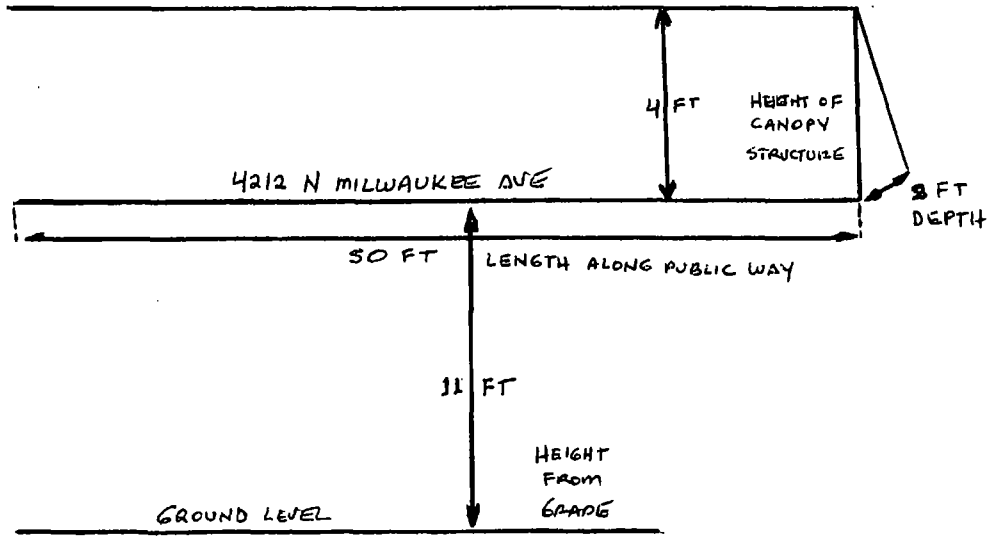 4 FT
HEIGHT OF
CANOPY
STRUCTURE
4212 N MILWAUKEE AVE
FT
DEPTH
50 FT
LENGTH ALONG PUBLIC WAY
11 FT
HEIGHT
FROM
GRADE
GROUND LEVEL